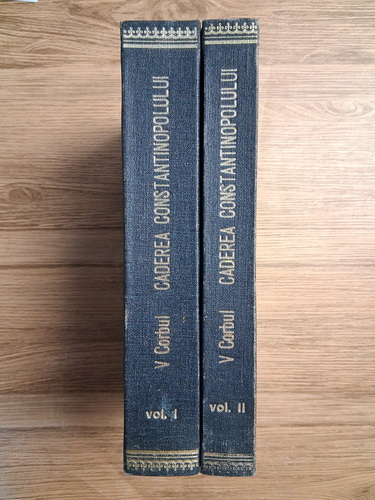 V Corbul CADEREA CONSTANTINOPOLULUI
vol. I
V Corbul CADEREA CONSTANTINOPOLULUI
vol. II